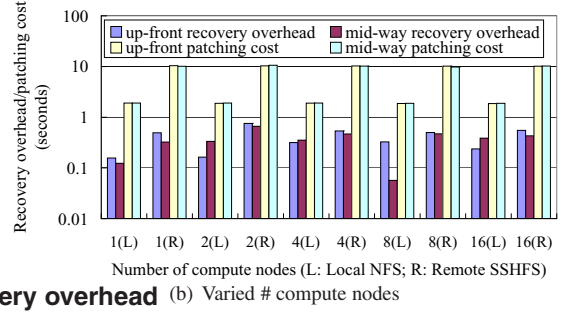 Recovery overhead/patching cost
(seconds)
100
10
1
0.1
0.01
up-front recovery overhead
mid-way recovery overhead
up-front patching cost
mid-way patching cost
1(L) 1(R) 2(L) 2(R) 4(L) 4(R) 8(L) 8(R) 16(L) 16(R)
Number of compute nodes (L: Local NFS; R: Remote SSHFS)
ery overhead (b) Varied # compute nodes